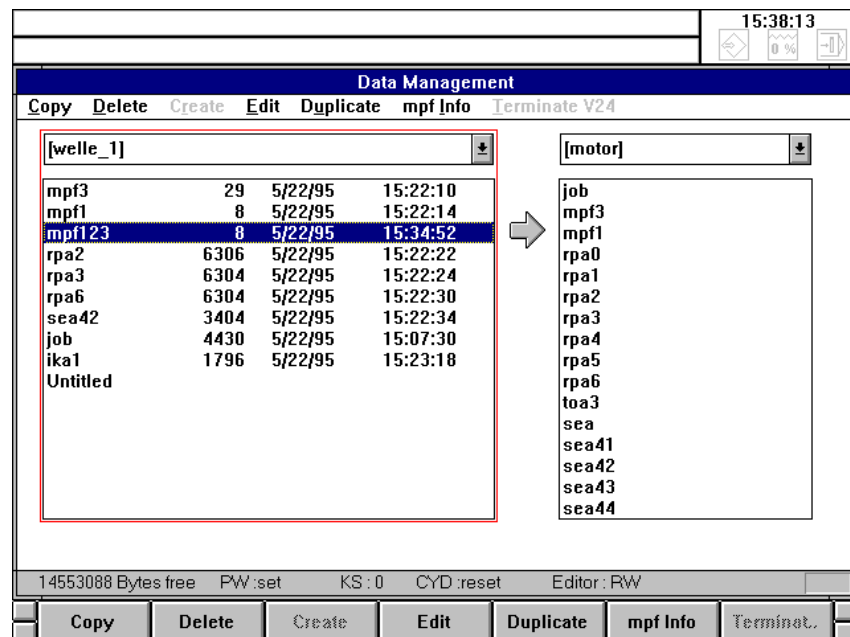 15:38:13
0 %
Data Management
Copy Delete Create Edit Duplicate mpf Info Terminate V24
[welle_1] [motor]
mpf3 29 5/22/95 15:22:10 job
mpf1 8 5/22/95 15:22:14 mpf3
mpf123 8 5/22/95 15:34:52 mpf1
rpa2 6306 5/22/95 15:22:22 rpa0
rpa3 6304 5/22/95 15:22:24 rpa1
rpa6 6304 5/22/95 15:22:30 rpa2
sea42 3404 5/22/95 15:22:34 rpa3
job 4430 5/22/95 15:07:30 rpa4
ika1 1796 5/22/95 15:23:18 rpa5
Untitled rpa6
toa3
sea
sea41
sea42
sea43
sea44
14553088 Bytes free PW :set KS : 0 CYD :reset Editor : RW
Copy Delete Create Edit Duplicate mpf Info Terminat..